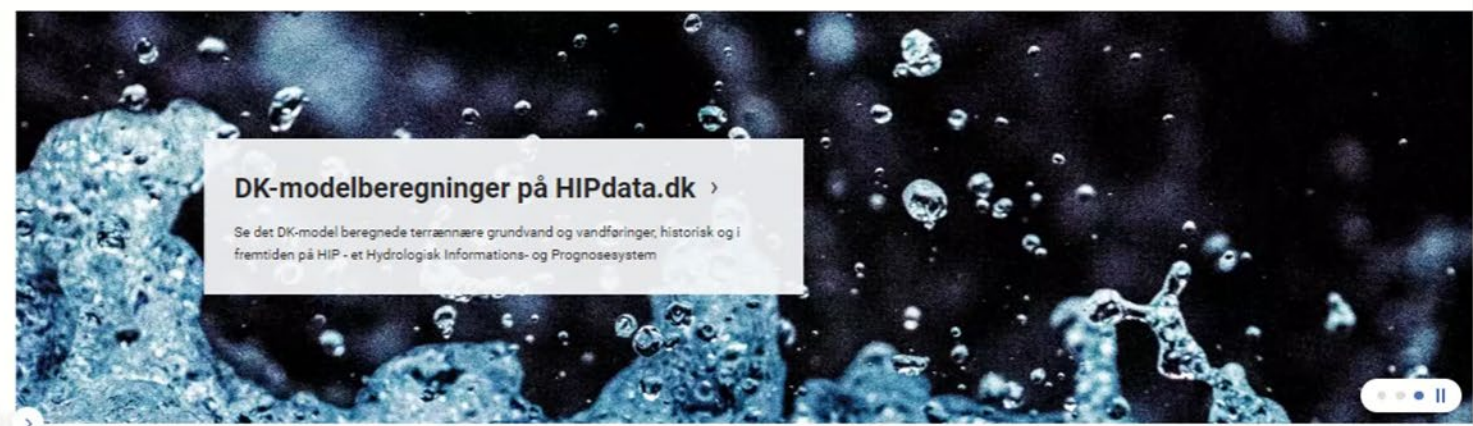 DK-modelberegninger på HIPdata.dk ›
Se det DK-model beregnede terrænnære grundvand og vandføringer, historisk og i
fremtiden på HIP - et Hydrologisk Informations- og Prognosesystem